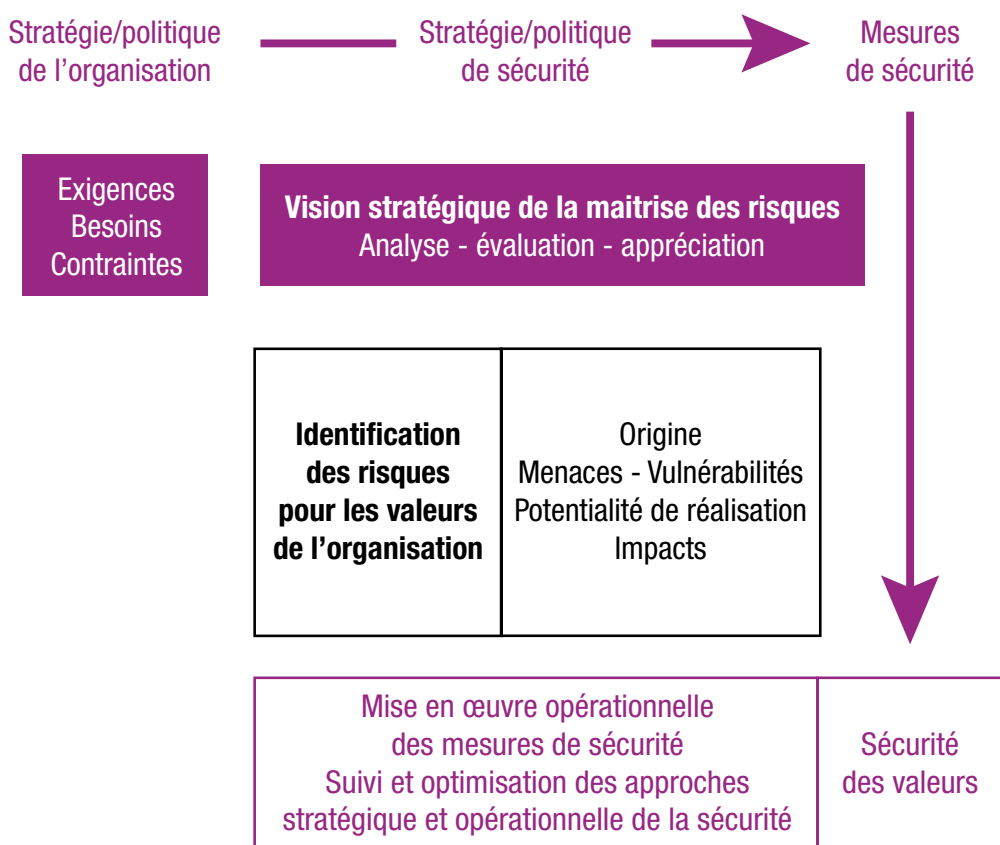 Stratégie/politique
de l’organisation
Stratégie/politique
de sécurité
Mesures
de sécurité
Exigences
Besoins
Contraintes
Vision stratégique de la maitrise des risques
Analyse - évaluation - appréciation
Identification
des risques
pour les valeurs
de l’organisation
Origine
Menaces - Vulnérabilités
Potentialité de réalisation
Impacts
Mise en œuvre opérationnelle
des mesures de sécurité
Suivi et optimisation des approches
stratégique et opérationnelle de la sécurité
Sécurité
des valeurs